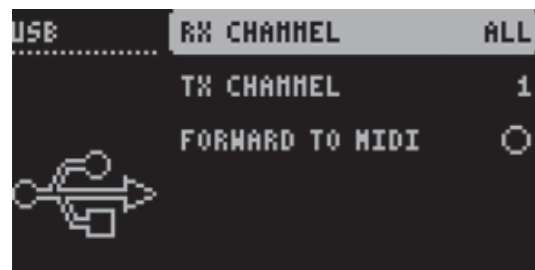 USB
RX CHANNEL ALL
TX CHANNEL 1
FORWARD TO MIDI